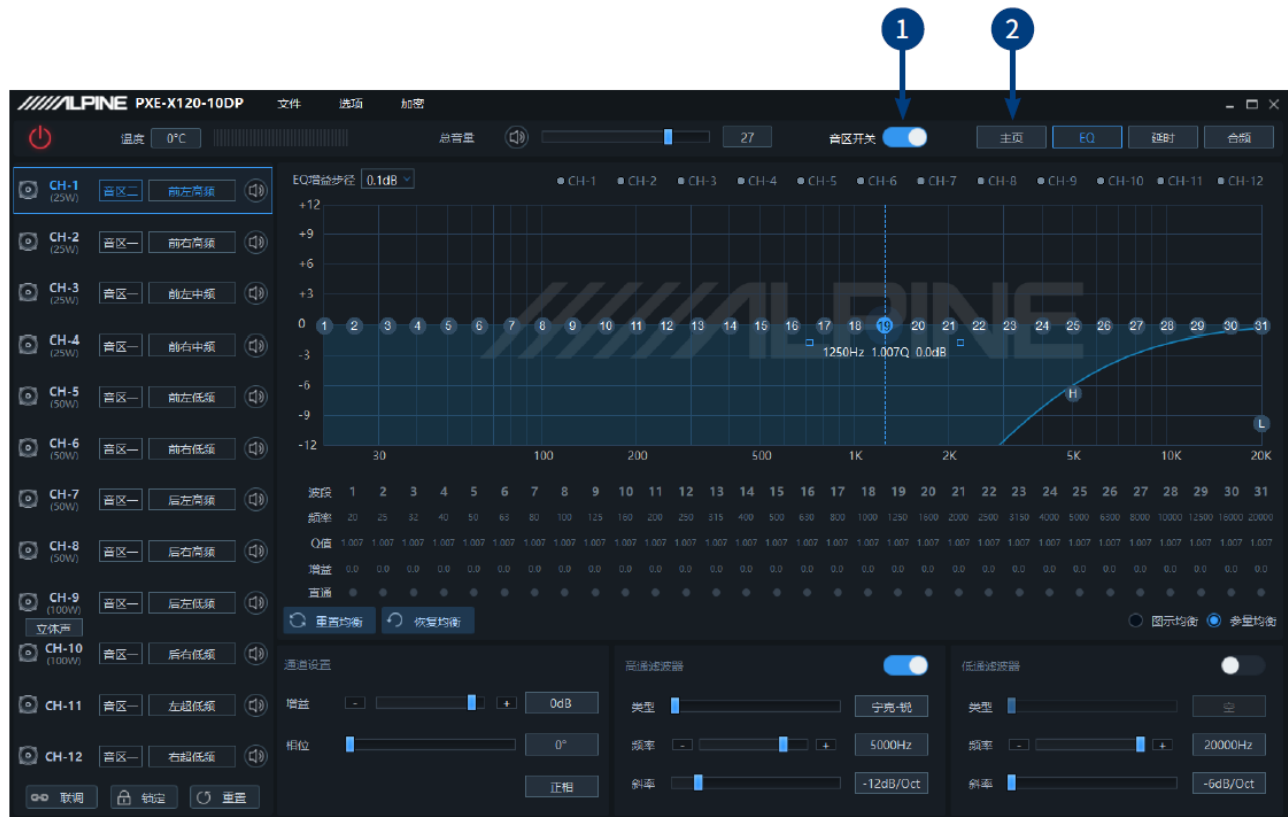 1 2
ALPINE PXE-X120-10DP 文件 选项 加密
温度 0°C 总音量 27 音区开关 主页 EQ 延时 合频
CH-1 (25W) 音区二 前左高频
CH-2 (25W) 音区一 前右高频
CH-3 (25W) 音区一 前左中频
CH-4 (25W) 音区一 前右中频
CH-5 (50W) 音区一 前左低频
CH-6 (50W) 音区一 前右低频
CH-7 (50W) 音区一 后左高频
CH-8 (50W) 音区一 后右高频
CH-9 (100W) 音区一 后左低频
立体声
CH-10 (100W) 音区一 后右低频
CH-11 音区一 左超低频
CH-12 音区一 右超低频
联调 锁定 重置
EQ增益步径 0.1dB CH-1 CH-2 CH-3 CH-4 CH-5 CH-6 CH-7 CH-8 CH-9 CH-10 CH-11 CH-12
+12
+9
+6
+3
ALPINE
0 1 2 3 4 5 6 7 8 9 10 11 12 13 14 15 16 17 18 19 20 21 22 23 24 25 26 27 28 29 30 31
-3
1250Hz 1.007Q 0.0dB
-6
H
-9
L
-12
30 100 200 500 1K 2K 5K 10K 20K
波段 1 2 3 4 5 6 7 8 9 10 11 12 13 14 15 16 17 18 19 20 21 22 23 24 25 26 27 28 29 30 31
频率 20 25 32 40 50 63 80 100 125 160 200 250 315 400 500 630 800 1000 1250 1600 2000 2500 3150 4000 5000 6300 8000 10000 12500 16000 20000
Q值 1.007 1.007 1.007 1.007 1.007 1.007 1.007 1.007 1.007 1.007 1.007 1.007 1.007 1.007 1.007 1.007 1.007 1.007 1.007 1.007 1.007 1.007 1.007 1.007 1.007 1.007 1.007 1.007 1.007 1.007 1.007
增益 0.0 0.0 0.0 0.0 0.0 0.0 0.0 0.0 0.0 0.0 0.0 0.0 0.0 0.0 0.0 0.0 0.0 0.0 0.0 0.0 0.0 0.0 0.0 0.0 0.0 0.0 0.0 0.0 0.0 0.0 0.0
直通
重置均衡 恢复均衡 图示均衡 参量均衡
通道设置
增益 - + 0dB
相位 0°
正相
高通滤波器
类型 宁克-锐
频率 - + 5000Hz
斜率 -12dB/Oct
低通滤波器
类型 空
频率 - + 20000Hz
斜率 -6dB/Oct